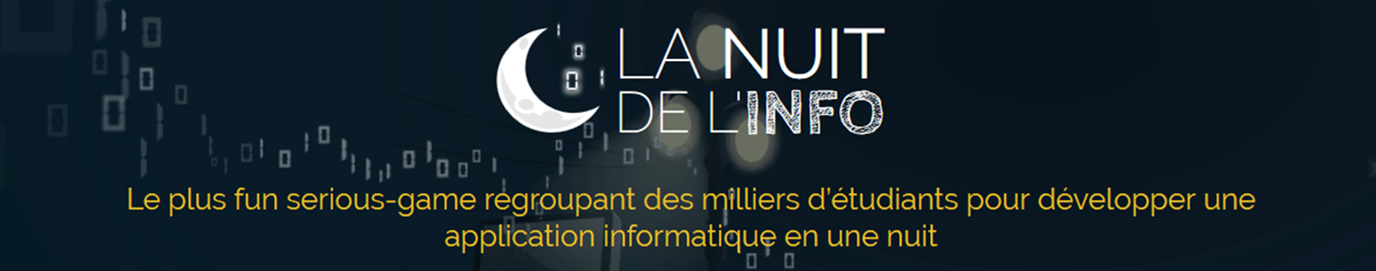 LA NUIT
DE L'INFO
Le plus fun serious-game regroupant des milliers d’étudiants pour développer une
application informatique en une nuit